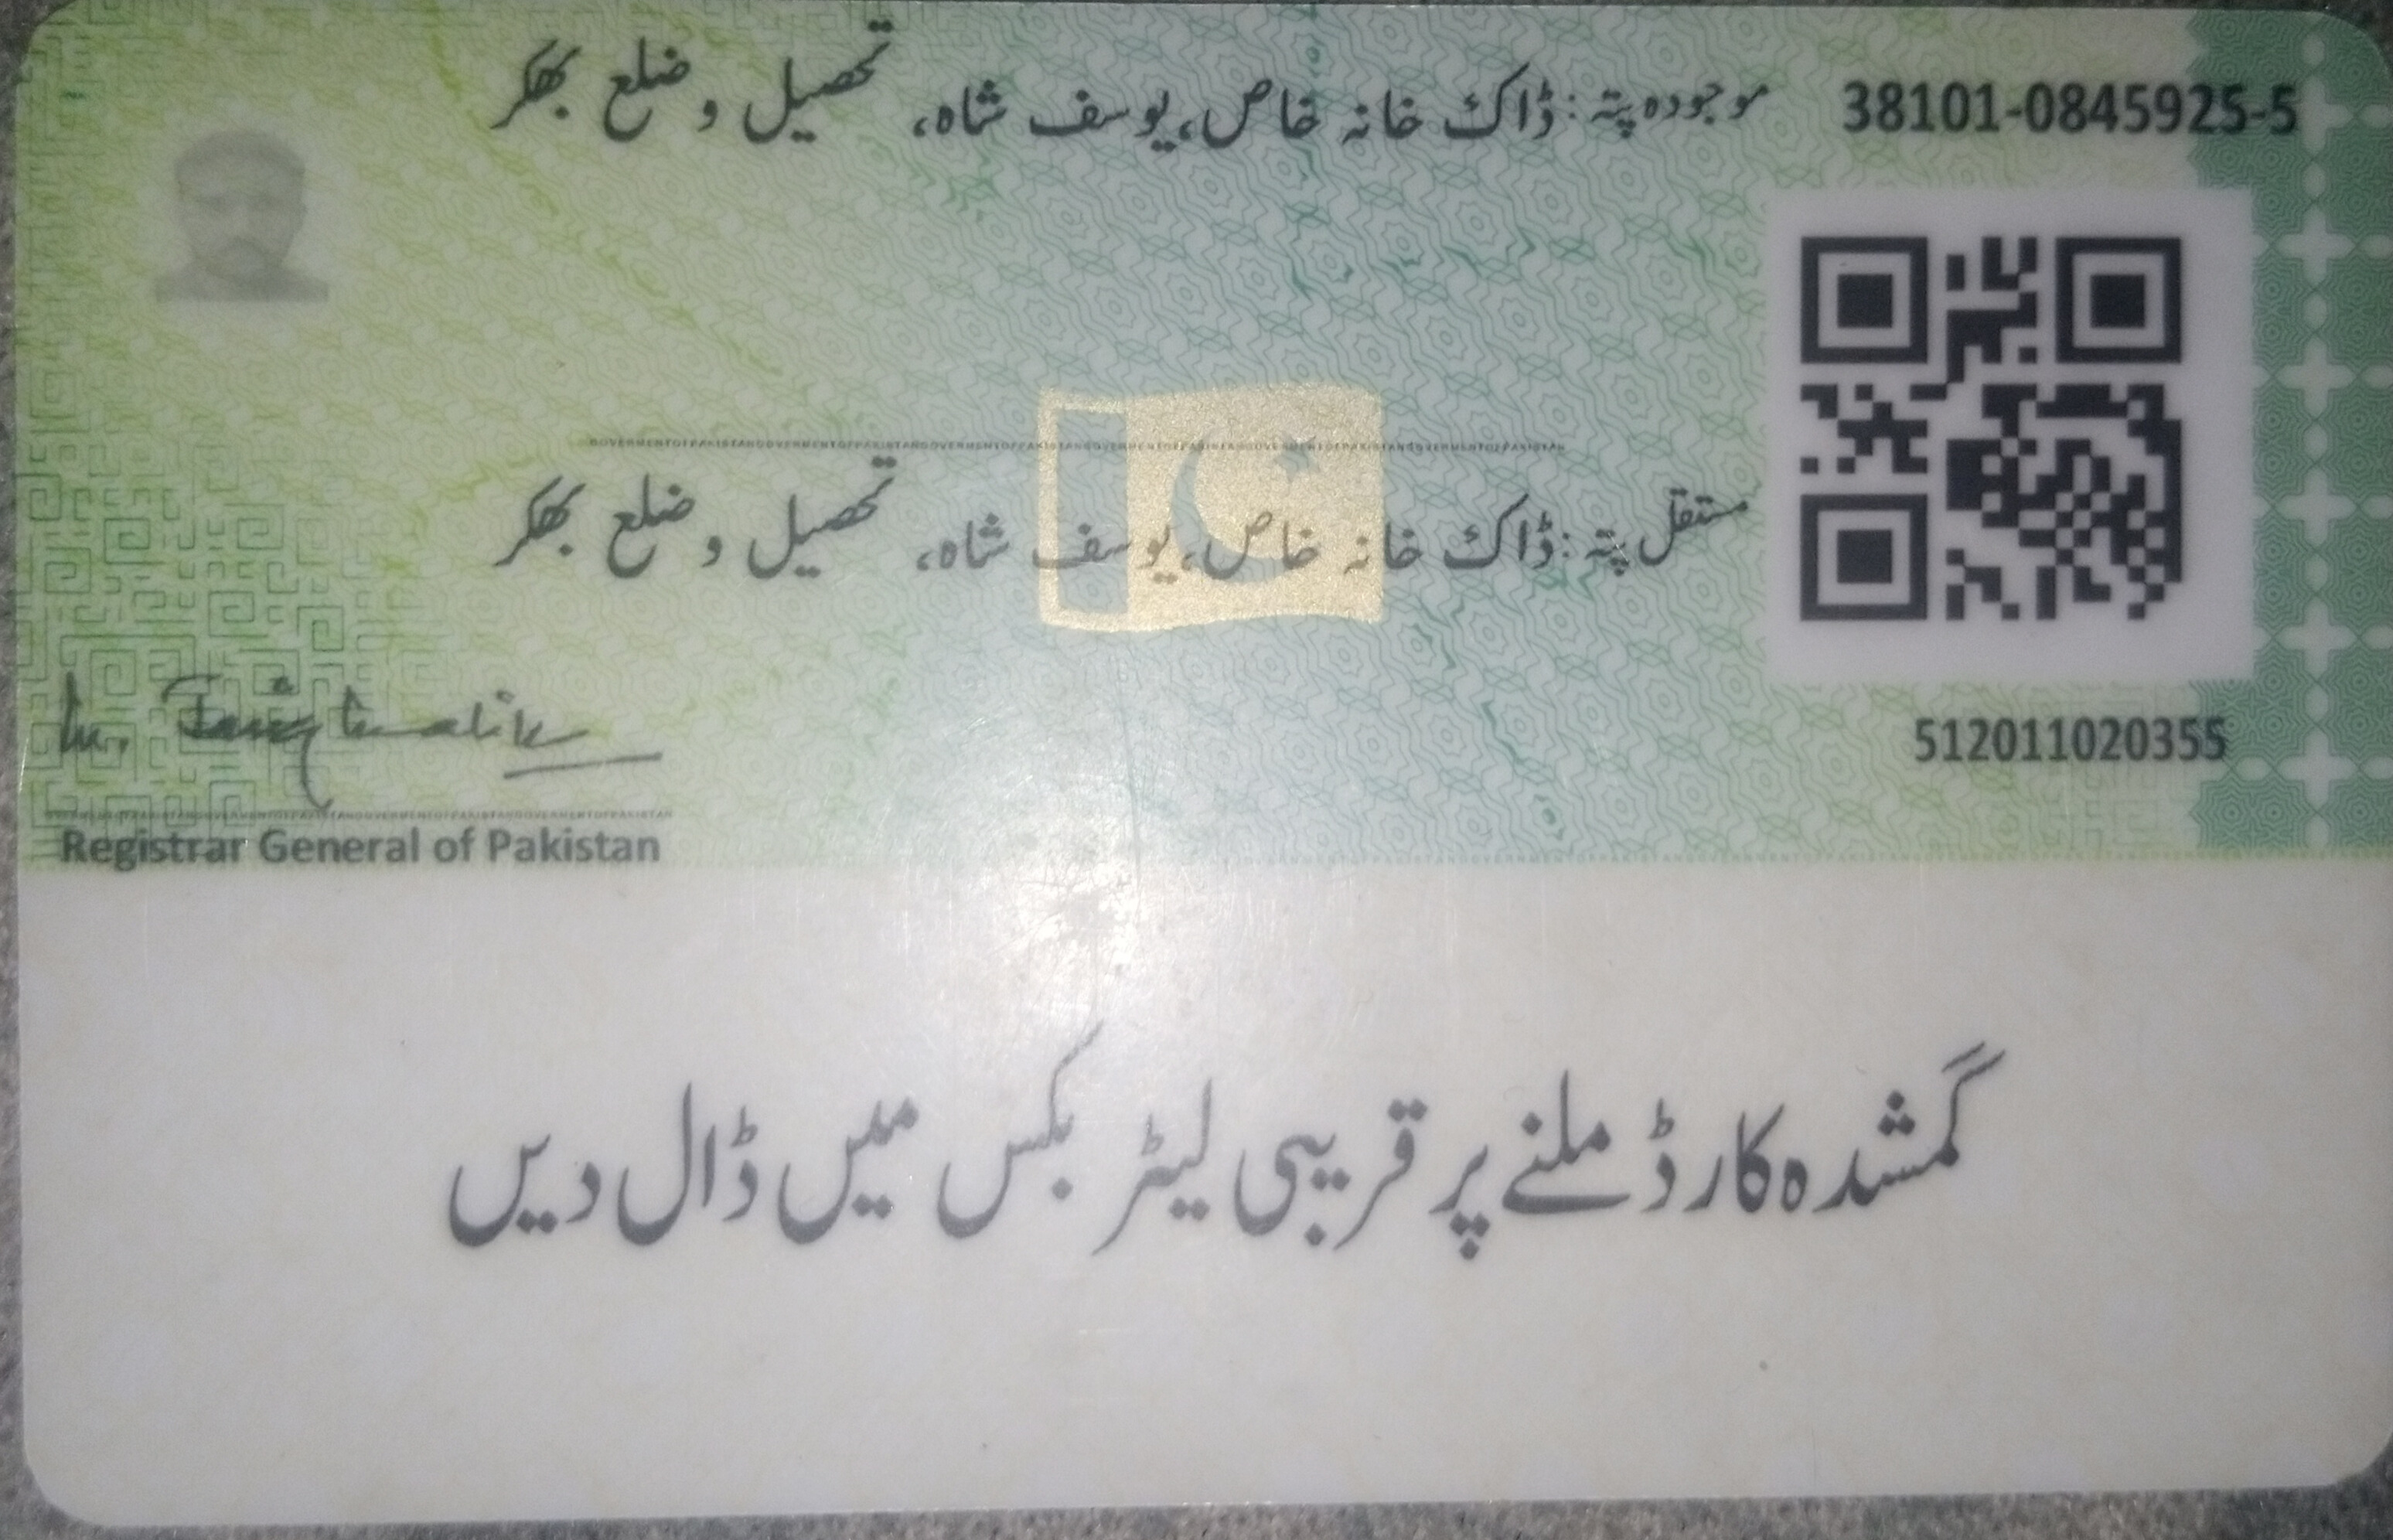 موجودہ پتہ: ڈاک خانہ خاص، یوسف شاہ، تحصیل و ضلع بھکر
38101-0845925-5
مستقل پتہ: ڈاک خانہ خاص، یوسف شاہ، تحصیل و ضلع بھکر
512011020355
Registrar General of Pakistan
گمشدہ کارڈ ملنے پر قریبی لیٹر بکس میں ڈال دیں